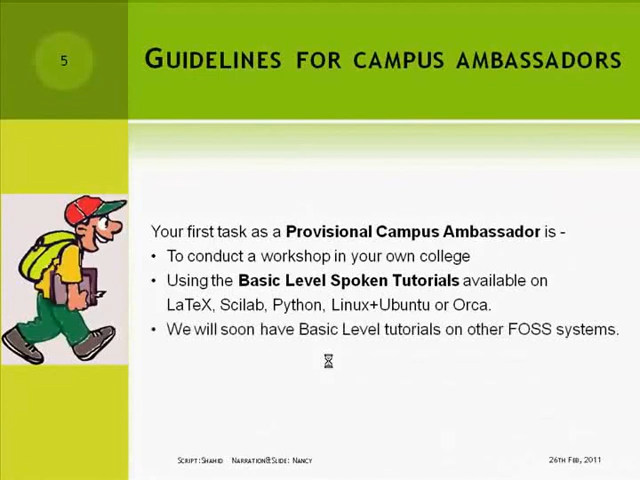 5
GUIDELINES FOR CAMPUS AMBASSADORS
Your first task as a Provisional Campus Ambassador is -
• To conduct a workshop in your own college
• Using the Basic Level Spoken Tutorials available on
LaTeX, Scilab, Python, Linux+Ubuntu or Orca.
• We will soon have Basic Level tutorials on other FOSS systems.
SCRIPT:SHAHID NARRATION&SLIDE: NANCY
26TH FEB, 2011